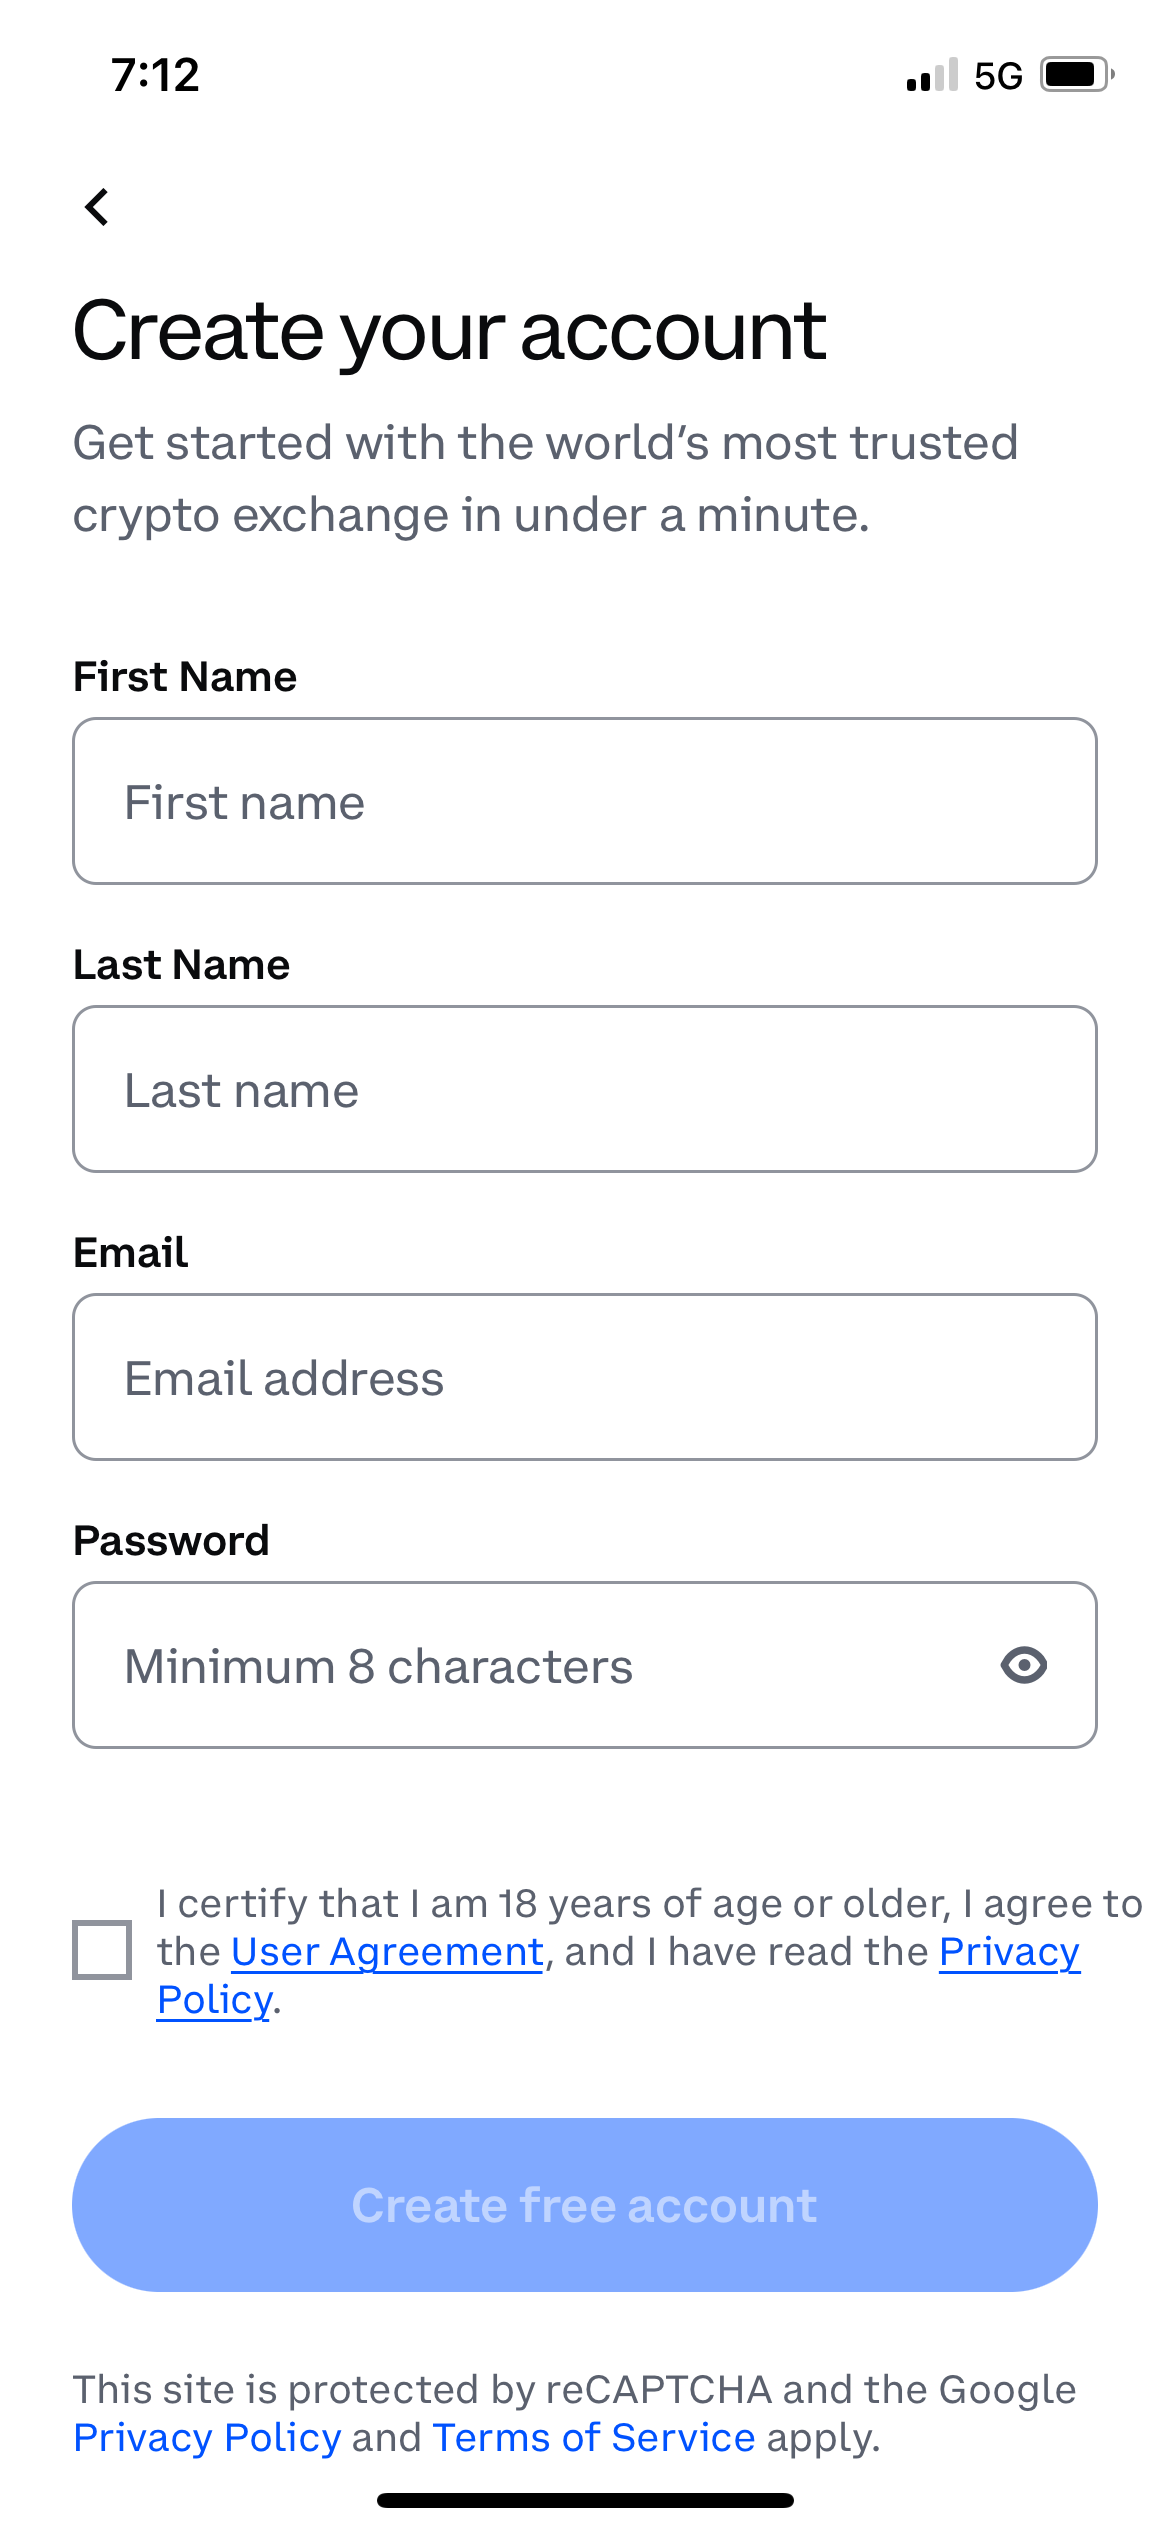 7:12
5G
Create your account
Get started with the world’s most trusted
crypto exchange in under a minute.
First Name
First name
Last Name
Last name
Email
Email address
Password
Minimum 8 characters
I certify that I am 18 years of age or older, I agree to
the User Agreement, and I have read the Privacy
Policy.
Create free account
This site is protected by reCAPTCHA and the Google
Privacy Policy and Terms of Service apply.